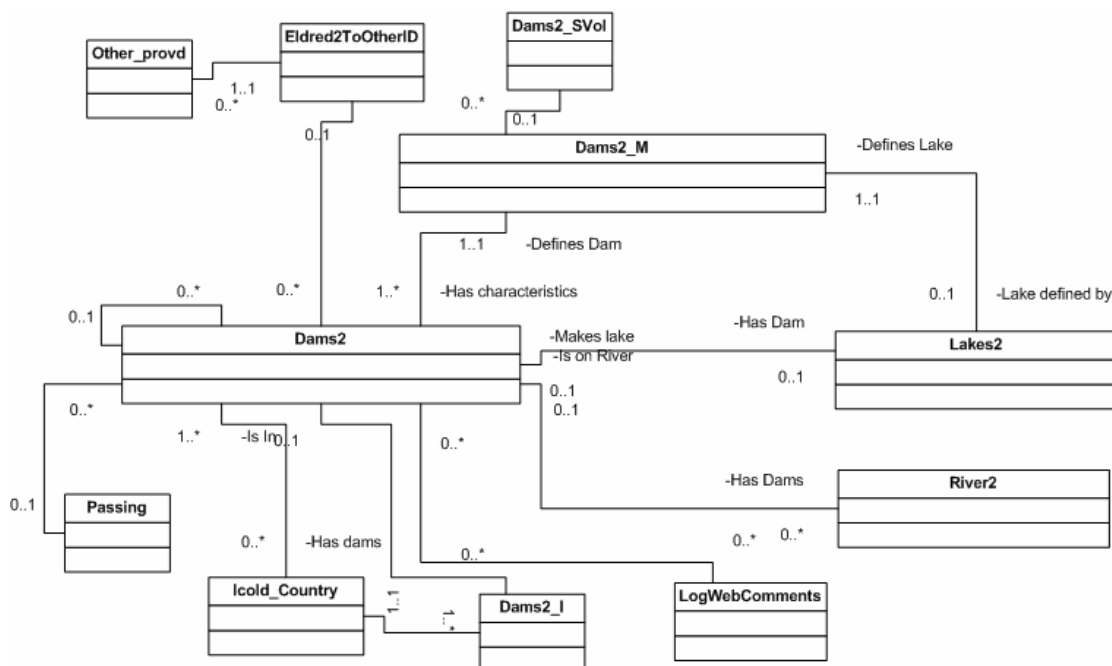 Dams2_SVol
Eldred2ToOtherID
Other_provd
1..1
0..*
0..*
0..1
0..1
Dams2_M
-Defines Lake
1..1
1..1
-Defines Dam
0..*
0..*
1..*
-Has characteristics
0..1
-Lake defined by
0..1
-Has Dam
Dams2
-Makes lake
-Is on River
Lakes2
0..1
0..1
0..1
0..*
1..*
-Is In
0..1
0..*
-Has Dams
River2
0..1
Passing
0..*
-Has dams
0..*
0..*
0..*
Icold_Country
1..1
1..*
Dams2_I
LogWebComments